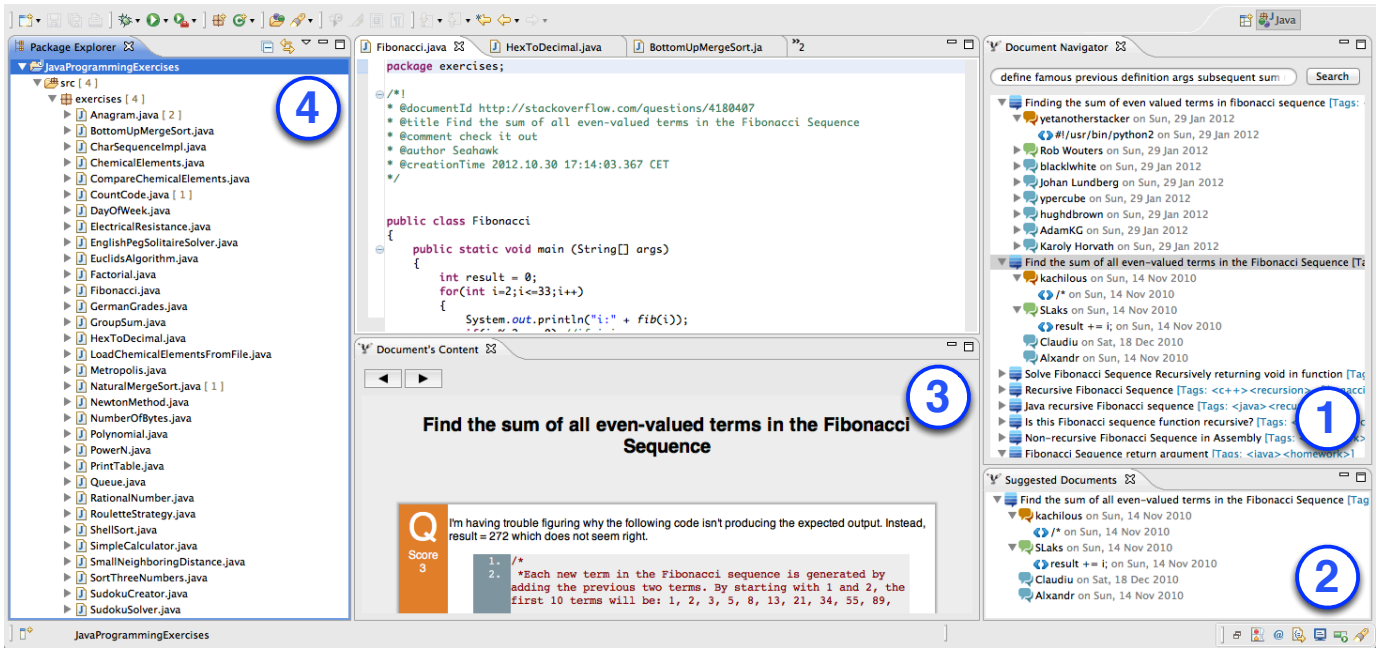 Java
Package Explorer
JavaProgrammingExercises
src [ 4 ]
exercises [ 4 ]
Anagram.java [ 2 ]
BottomUpMergeSort.java
CharSequenceImpl.java
ChemicalElements.java
CompareChemicalElements.java
CountCode.java [ 1 ]
DayOfWeek.java
ElectricalResistance.java
EnglishPegSolitaireSolver.java
EuclidsAlgorithm.java
Factorial.java
Fibonacci.java
GermanGrades.java
GroupSum.java
HexToDecimal.java
LoadChemicalElementsFromFile.java
Metropolis.java
NaturalMergeSort.java [ 1 ]
NewtonMethod.java
NumberOfBytes.java
Polynomial.java
PowerN.java
PrintTable.java
Queue.java
RationalNumber.java
RouletteStrategy.java
ShellSort.java
SimpleCalculator.java
SmallNeighboringDistance.java
SortThreeNumbers.java
SudokuCreator.java
SudokuSolver.java
4
Fibonacci.java HexToDecimal.java BottomUpMergeSort.ja »2
package exercises;
/*!
* @documentId http://stackoverflow.com/questions/4180407
* @title Find the sum of all even-valued terms in the Fibonacci Sequence
* @comment check it out
* @author Seahawk
* @creationTime 2012.10.30 17:14:03.367 CET
*/
public class Fibonacci
{
public static void main (String[] args)
{
int result = 0;
for(int i=2;i<=33;i++)
{
System.out.println("i:" + fib(i));
Document's Content
3
Find the sum of all even-valued terms in the Fibonacci
Sequence
Q
Score
3
I'm having trouble figuring why the following code isn't producing the expected output. Instead,
result = 272 which does not seem right.
1. /*
2. *Each new term in the Fibonacci sequence is generated by
adding the previous two terms. By starting with 1 and 2, the
first 10 terms will be: 1, 2, 3, 5, 8, 13, 21, 34, 55, 89,
Document Navigator
define famous previous definition args subsequent sum Search
Finding the sum of even valued terms in fibonacci sequence [Tags:
yetanotherstacker on Sun, 29 Jan 2012
#!/usr/bin/python2 on Sun, 29 Jan 2012
Rob Wouters on Sun, 29 Jan 2012
blacklwhite on Sun, 29 Jan 2012
Johan Lundberg on Sun, 29 Jan 2012
ypercube on Sun, 29 Jan 2012
hughdbrown on Sun, 29 Jan 2012
AdamKG on Sun, 29 Jan 2012
Karoly Horvath on Sun, 29 Jan 2012
Find the sum of all even-valued terms in the Fibonacci Sequence [Ta
kachilous on Sun, 14 Nov 2010
/* on Sun, 14 Nov 2010
SLaks on Sun, 14 Nov 2010
result += i; on Sun, 14 Nov 2010
Claudiu on Sat, 18 Dec 2010
Alxandr on Sun, 14 Nov 2010
Solve Fibonacci Sequence Recursively returning void in function [Tag
Recursive Fibonacci Sequence [Tags: <c++><recursion>
Java recursive Fibonacci sequence [Tags: <java><recu
Is this Fibonacci sequence function recursive? [Tags:
Non-recursive Fibonacci Sequence in Assembly [Tags:
Fibonacci Sequence return argument [Tags: <java><homework>]
1
Suggested Documents
Find the sum of all even-valued terms in the Fibonacci Sequence [Tag
kachilous on Sun, 14 Nov 2010
/* on Sun, 14 Nov 2010
SLaks on Sun, 14 Nov 2010
result += i; on Sun, 14 Nov 2010
Claudiu on Sat, 18 Dec 2010
Alxandr on Sun, 14 Nov 2010
2
JavaProgrammingExercises